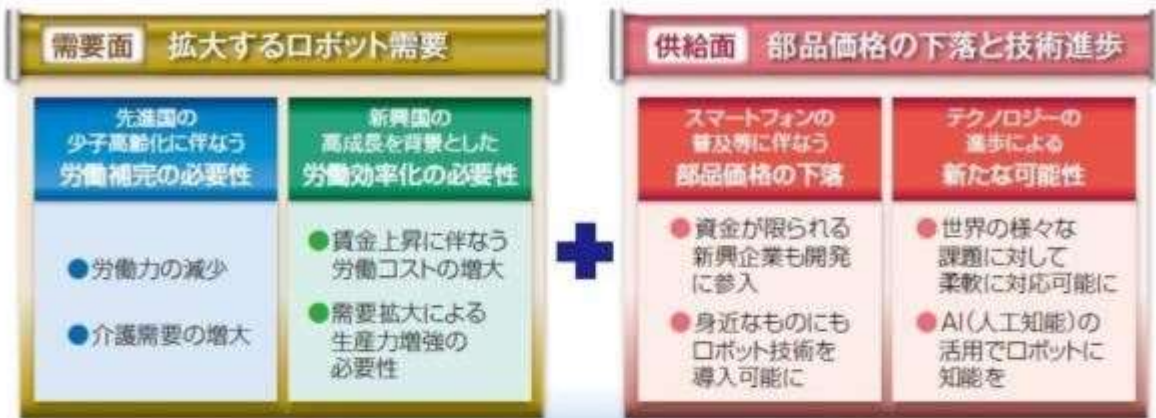 需要面 拡大するロボット需要
先進国の
少子高齢化に伴なう
労働補完の必要性
●労働力の減少
●介護需要の増大
新興国の
高成長を背景とした
労働効率化の必要性
●賃金上昇に伴なう
労働コストの増大
●需要拡大による
生産力増強の
必要性
供給面 部品価格の下落と技術進歩
スマートフォンの
普及等に伴なう
部品価格の下落
●資金が限られる
新興企業も開発
に参入
●身近なものにも
ロボット技術を
導入可能に
テクノロジーの
進歩による
新たな可能性
●世界の様々な
課題に対して
柔軟に対応可能に
●AI(人工知能)の
活用でロボットに
知能を